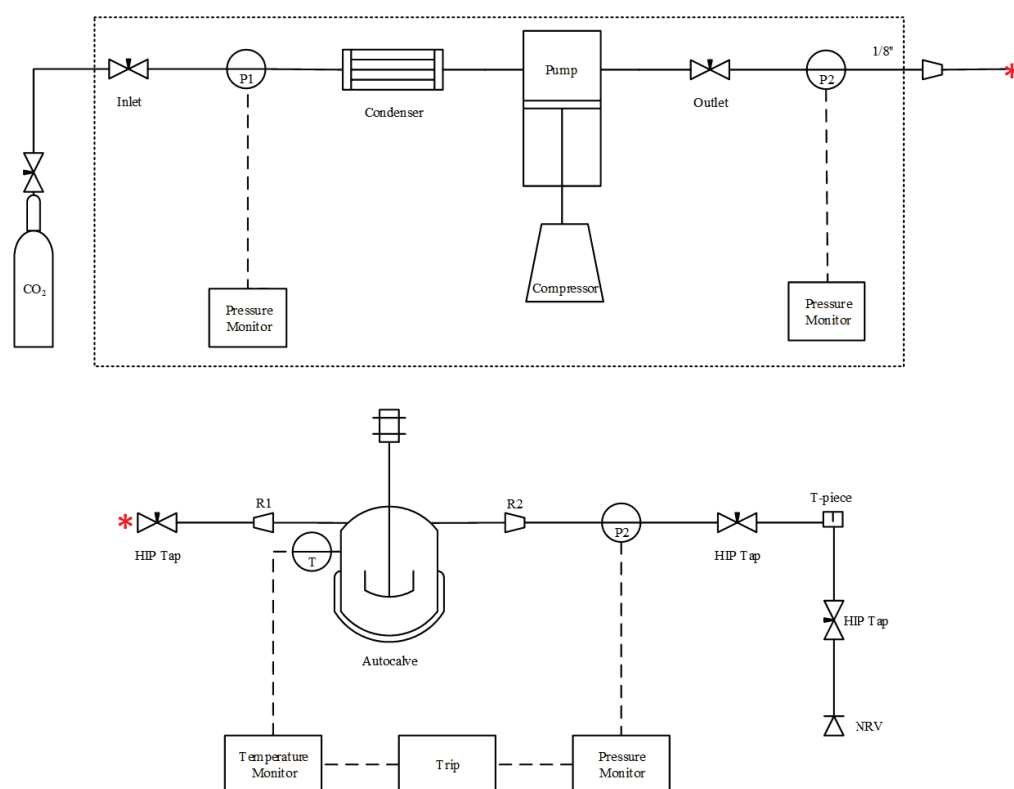 1/8"
P1
Pump
P2
Inlet
Condenser
Outlet
CO₂
Compressor
Pressure
Monitor
Pressure
Monitor
*
*
R1
R2
T-piece
HIP Tap
T
P2
HIP Tap
HIP Tap
Autocalve
NRV
Temperature
Monitor
Trip
Pressure
Monitor